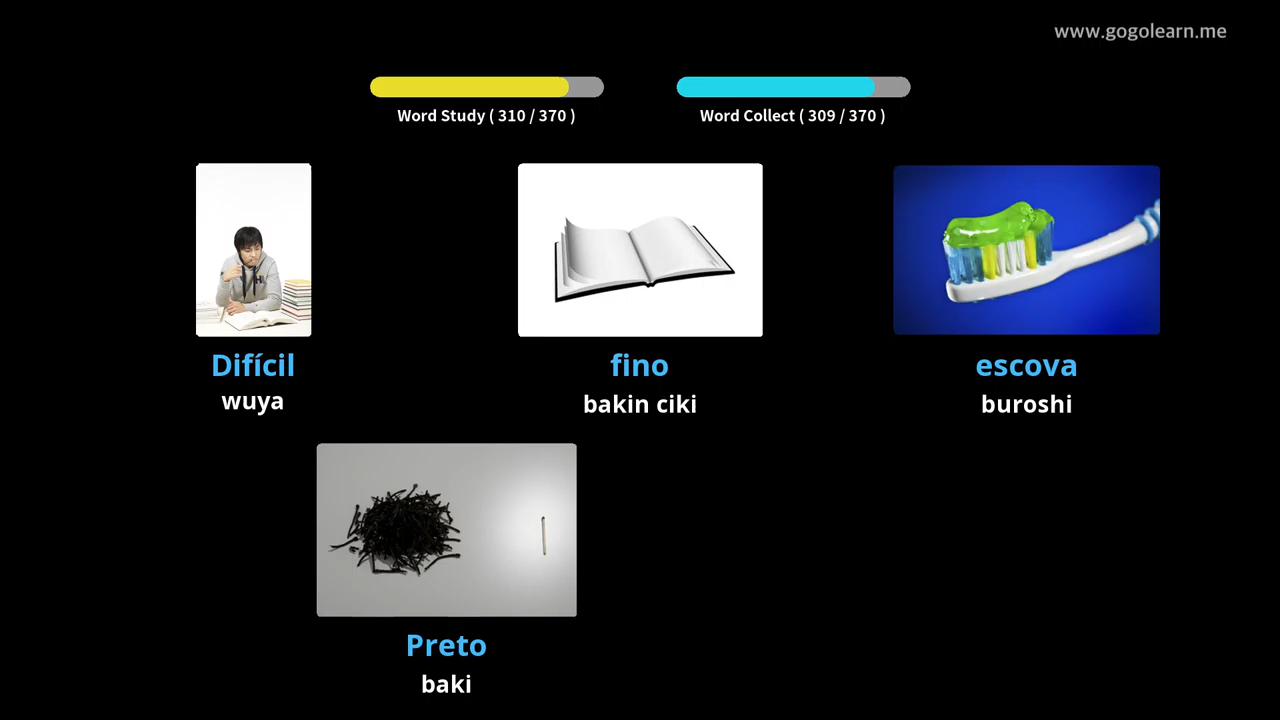 www.gogolearn.me
Word Study ( 310 / 370 )
Word Collect ( 309 / 370 )
Difícil
wuya
fino
bakin ciki
escova
buroshi
Preto
baki